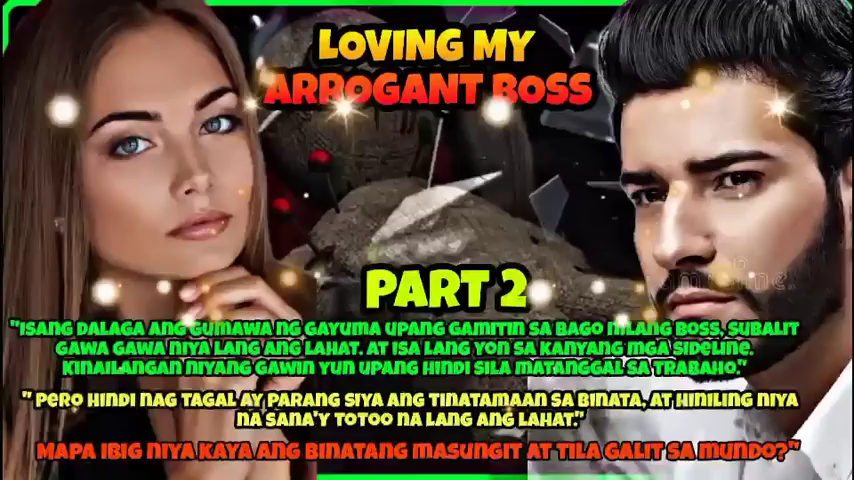 LOVING MY
ARROGANT BOSS
PART 2
"ISANG DALAGA ANG GUMAWA NG GAYUMA UPANG GAMITIN SA BAGO NILANG BOSS, SUBALIT
GAWA GAWA NIYA LANG ANG LAHAT. AT ISA LANG YON SA KANYANG MGA SIDELINE.
KINAILANGAN NIYANG GAWIN YUN UPANG HINDI SILA MATANGGAL SA TRABAHO."
" PERO HINDI NAG TAGAL AY PARANG SIYA ANG TINATAMAAN SA BINATA, AT HINILING NIYA
NA SANA'Y TOTOO NA LANG ANG LAHAT."
MAPA IBIG NIYA KAYA ANG BINATANG MASUNGIT AT TILA GALIT SA MUNDO?"